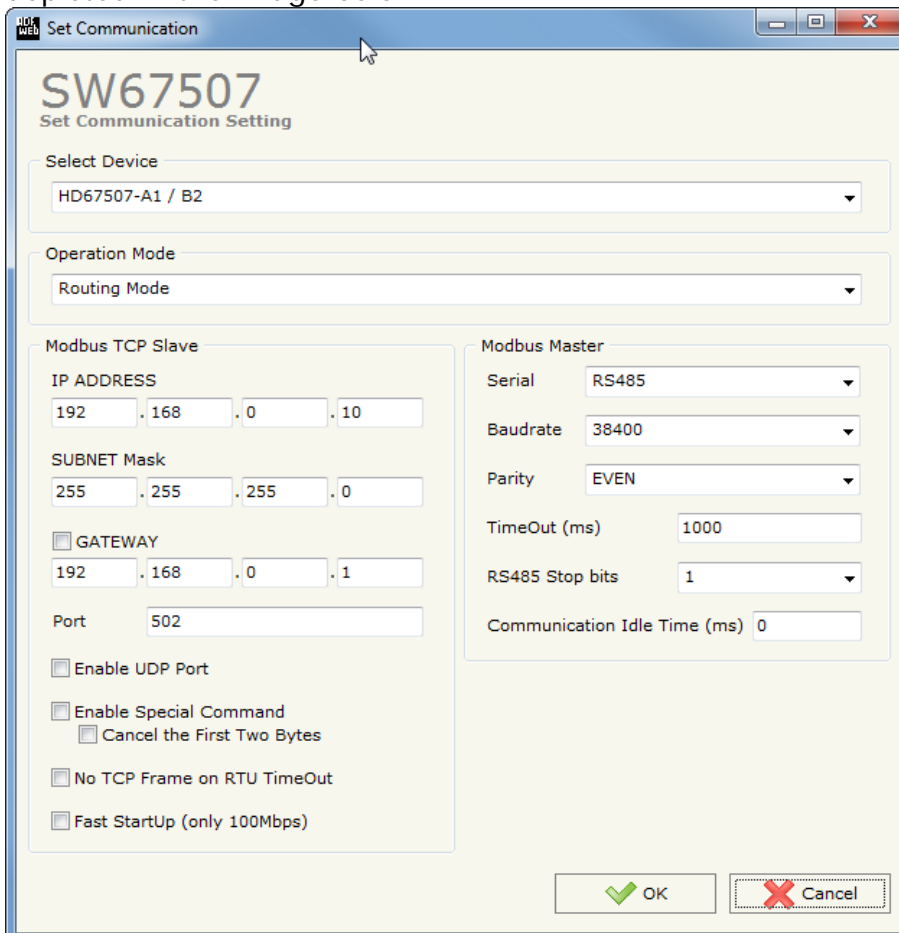 Set Communication
SW67507
Set Communication Setting
Select Device
HD67507-A1 / B2
Operation Mode
Routing Mode
Modbus TCP Slave
IP ADDRESS
192 . 168 . 0 . 10
SUBNET Mask
255 . 255 . 255 . 0
GATEWAY
192 . 168 . 0 . 1
Port 502
Enable UDP Port
Enable Special Command
Cancel the First Two Bytes
No TCP Frame on RTU TimeOut
Fast StartUp (only 100Mbps)
Modbus Master
Serial RS485
Baudrate 38400
Parity EVEN
TimeOut (ms) 1000
RS485 Stop bits 1
Communication Idle Time (ms) 0
OK
Cancel